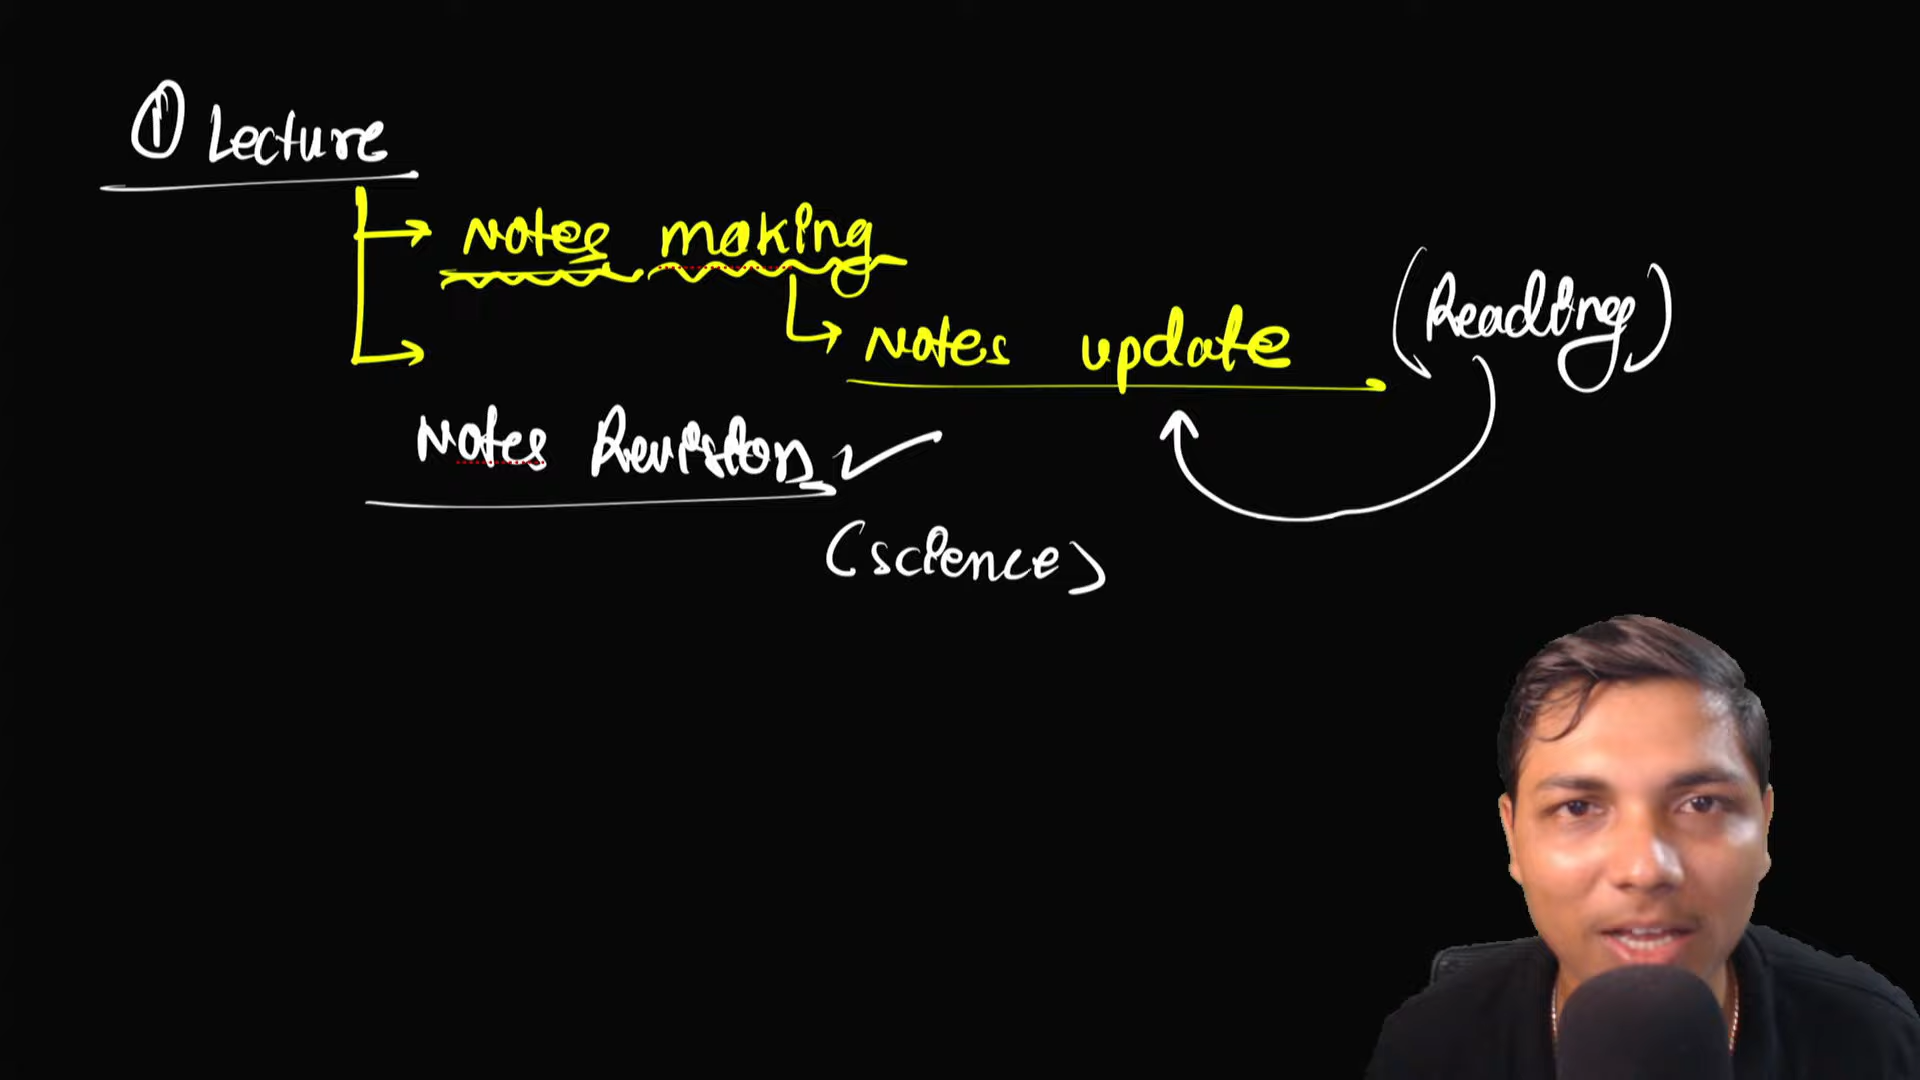 ① Lecture
Notes making
Notes update (Reading)
Notes Revision
(science)